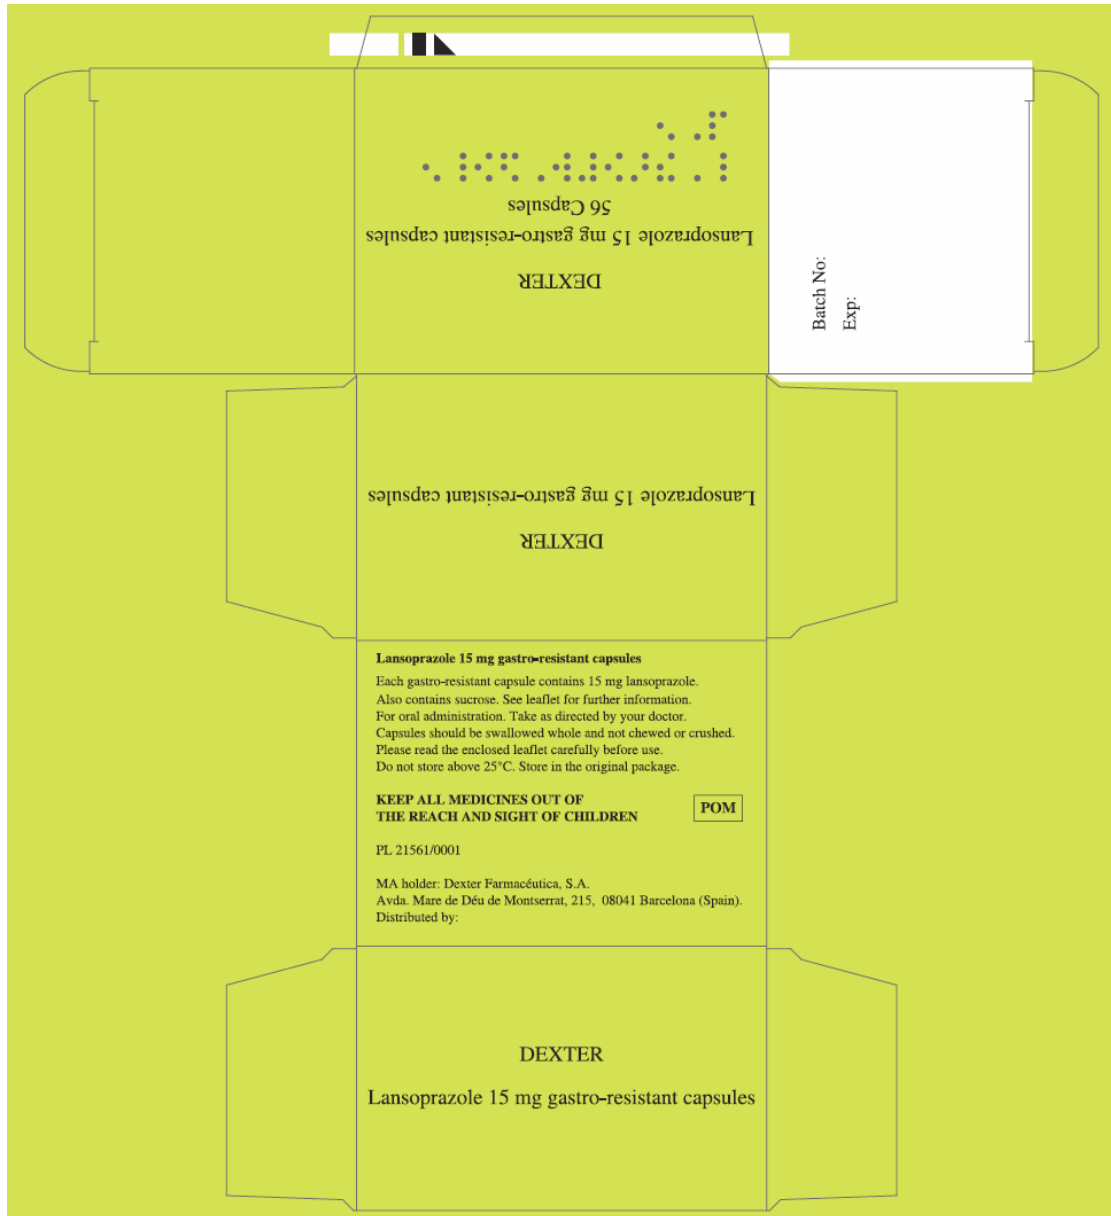 DEXTER
Lansoprazole 15 mg gastro-resistant capsules
56 Capsules
Batch No:
Exp:
DEXTER
Lansoprazole 15 mg gastro-resistant capsules
Lansoprazole 15 mg gastro-resistant capsules
Each gastro-resistant capsule contains 15 mg lansoprazole.
Also contains sucrose. See leaflet for further information.
For oral administration. Take as directed by your doctor.
Capsules should be swallowed whole and not chewed or crushed.
Please read the enclosed leaflet carefully before use.
Do not store above 25°C. Store in the original package.
KEEP ALL MEDICINES OUT OF
THE REACH AND SIGHT OF CHILDREN
POM
PL 21561/0001
MA holder: Dexter Farmacéutica, S.A.
Avda. Mare de Déu de Montserrat, 215, 08041 Barcelona (Spain).
Distributed by:
DEXTER
Lansoprazole 15 mg gastro-resistant capsules